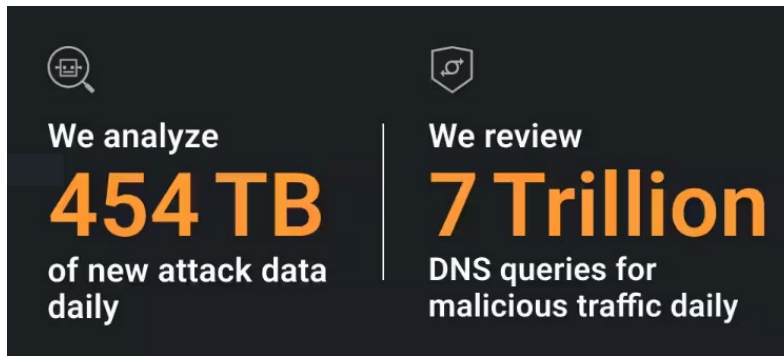 We analyze
454 TB
of new attack data
daily
We review
7 Trillion
DNS queries for
malicious traffic daily